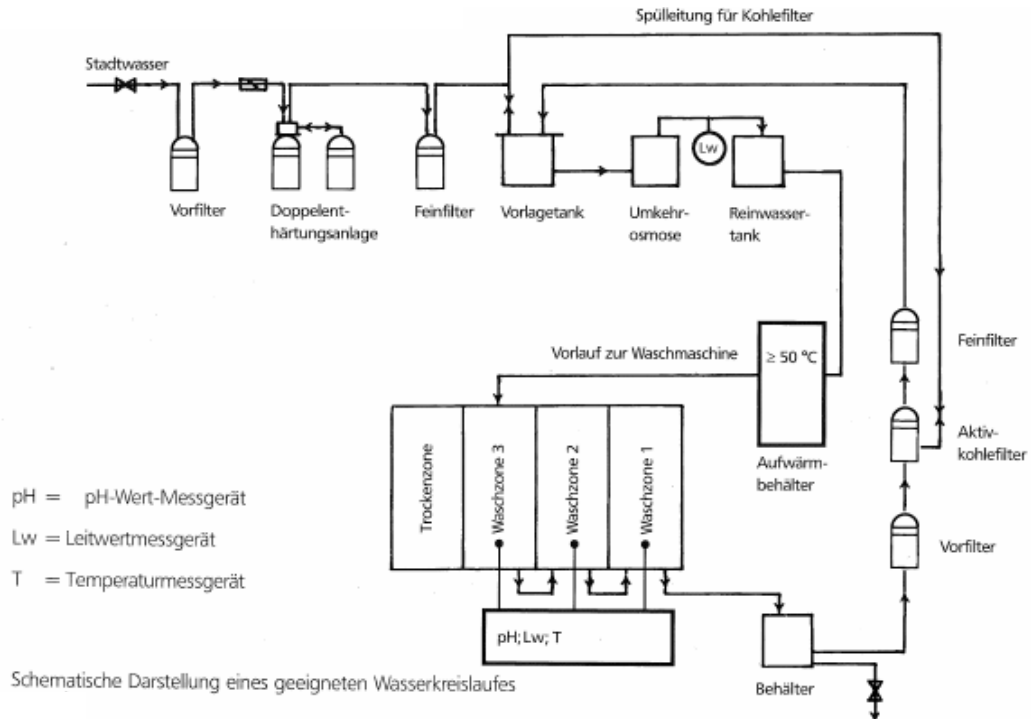 Spülleitung für Kohlefilter
Stadtwasser
Lw
Vorfilter
Doppelent-
härtungsanlage
Feinfilter
Vorlagetank
Umkehr-
osmose
Reinwasser-
tank
Vorlauf zur Waschmaschine
≥ 50 °C
Feinfilter
Trockenzone
Waschzone 3
Waschzone 2
Waschzone 1
Aufwärm-
behälter
Aktiv-
kohlefilter
Vorfilter
pH = pH-Wert-Messgerät
Lw = Leitwertmessgerät
T = Temperaturmessgerät
pH; Lw; T
Behälter
Schematische Darstellung eines geeigneten Wasserkreislaufes